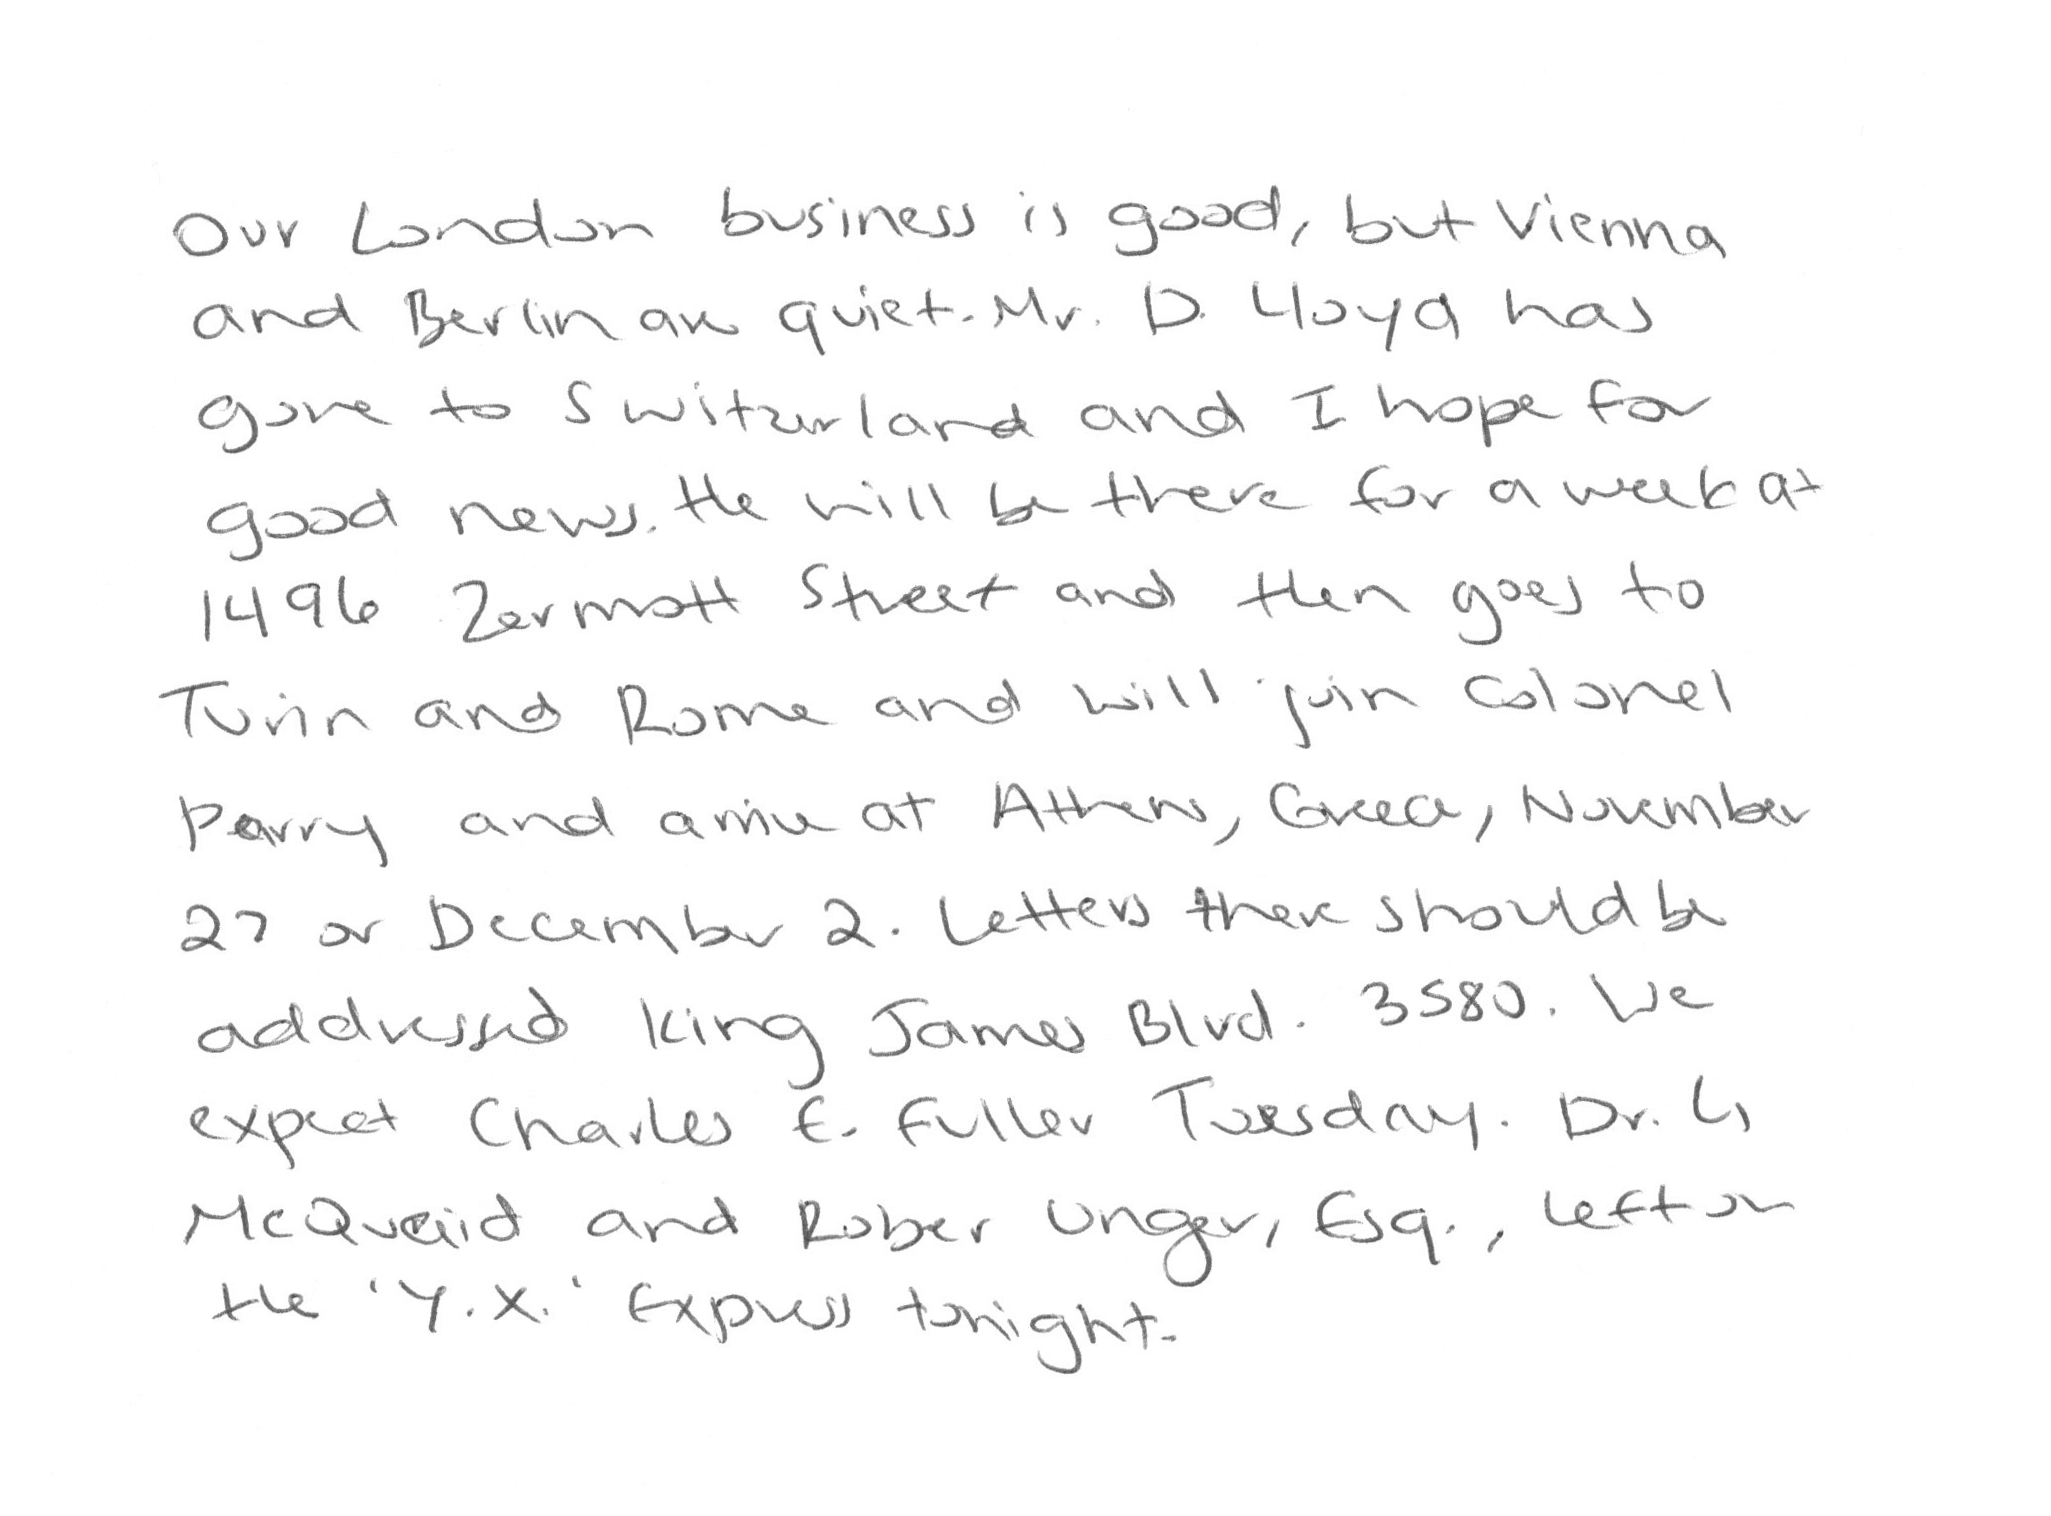 Our London business is good, but Vienna
and Berlin are quiet. Mr. D. Lloyd has
gone to Switzerland and I hope for
good news. He will be there for a week at
1496 Zermott Street and then goes to
Turin and Rome and will join Colonel
Parry and arrive at Athens, Greece, November
27 or December 2. Letters there should be
addressed King James Blvd. 3580. We
expect Charles E. Fuller Tuesday. Dr. L
McQuaid and Rober Unger, Esq., left on
the 'Y.X.' Express tonight.